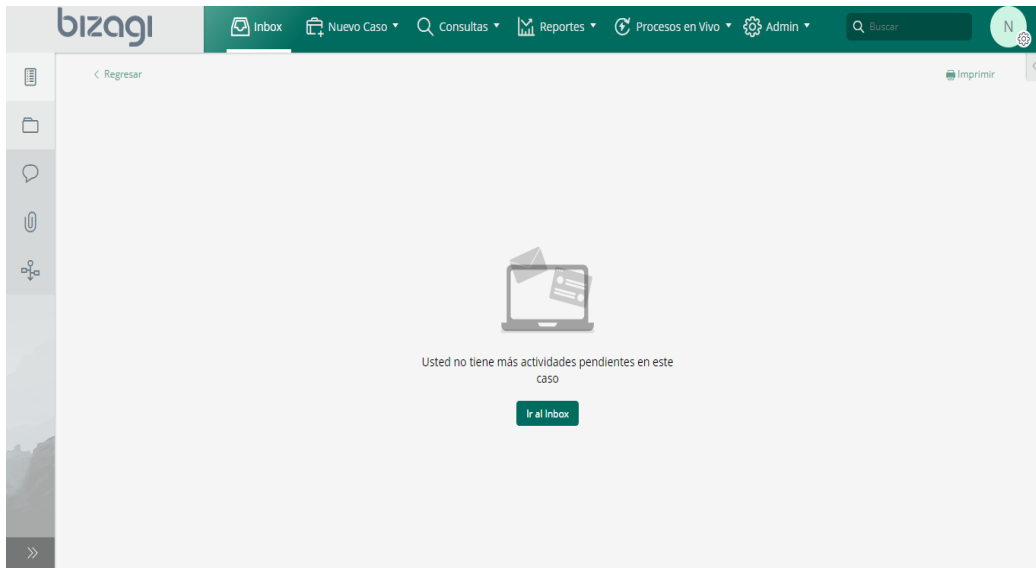 bizagi
Inbox
Nuevo Caso
Consultas
Reportes
Procesos en Vivo
Admin
Buscar
N
Regresar
Imprimir
Usted no tiene más actividades pendientes en este
caso
Ir al Inbox